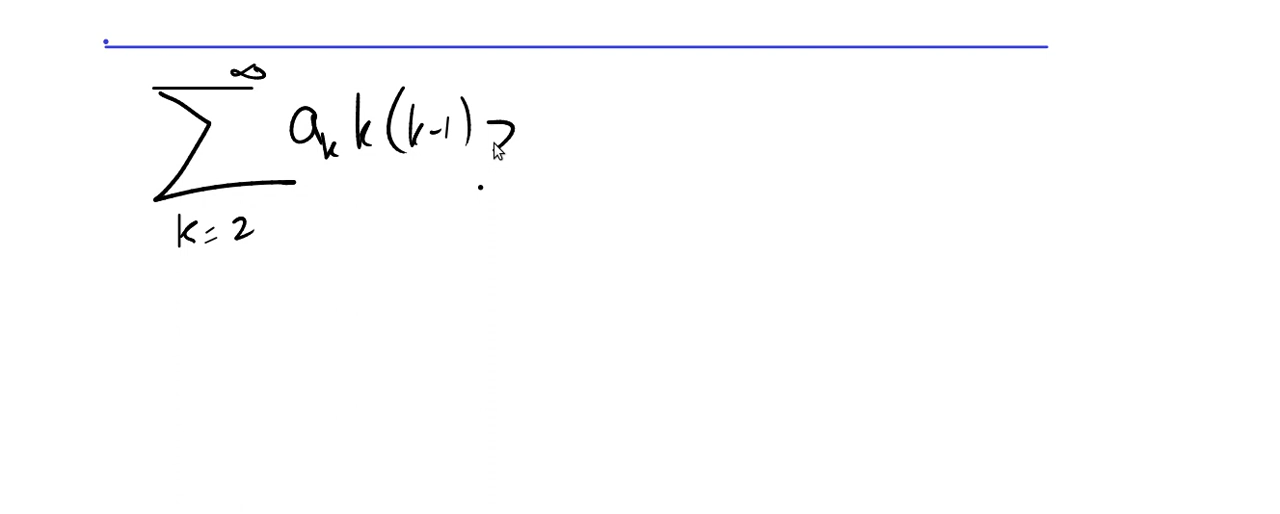 ∞
∑ a_k k(k-1) ?
k=2